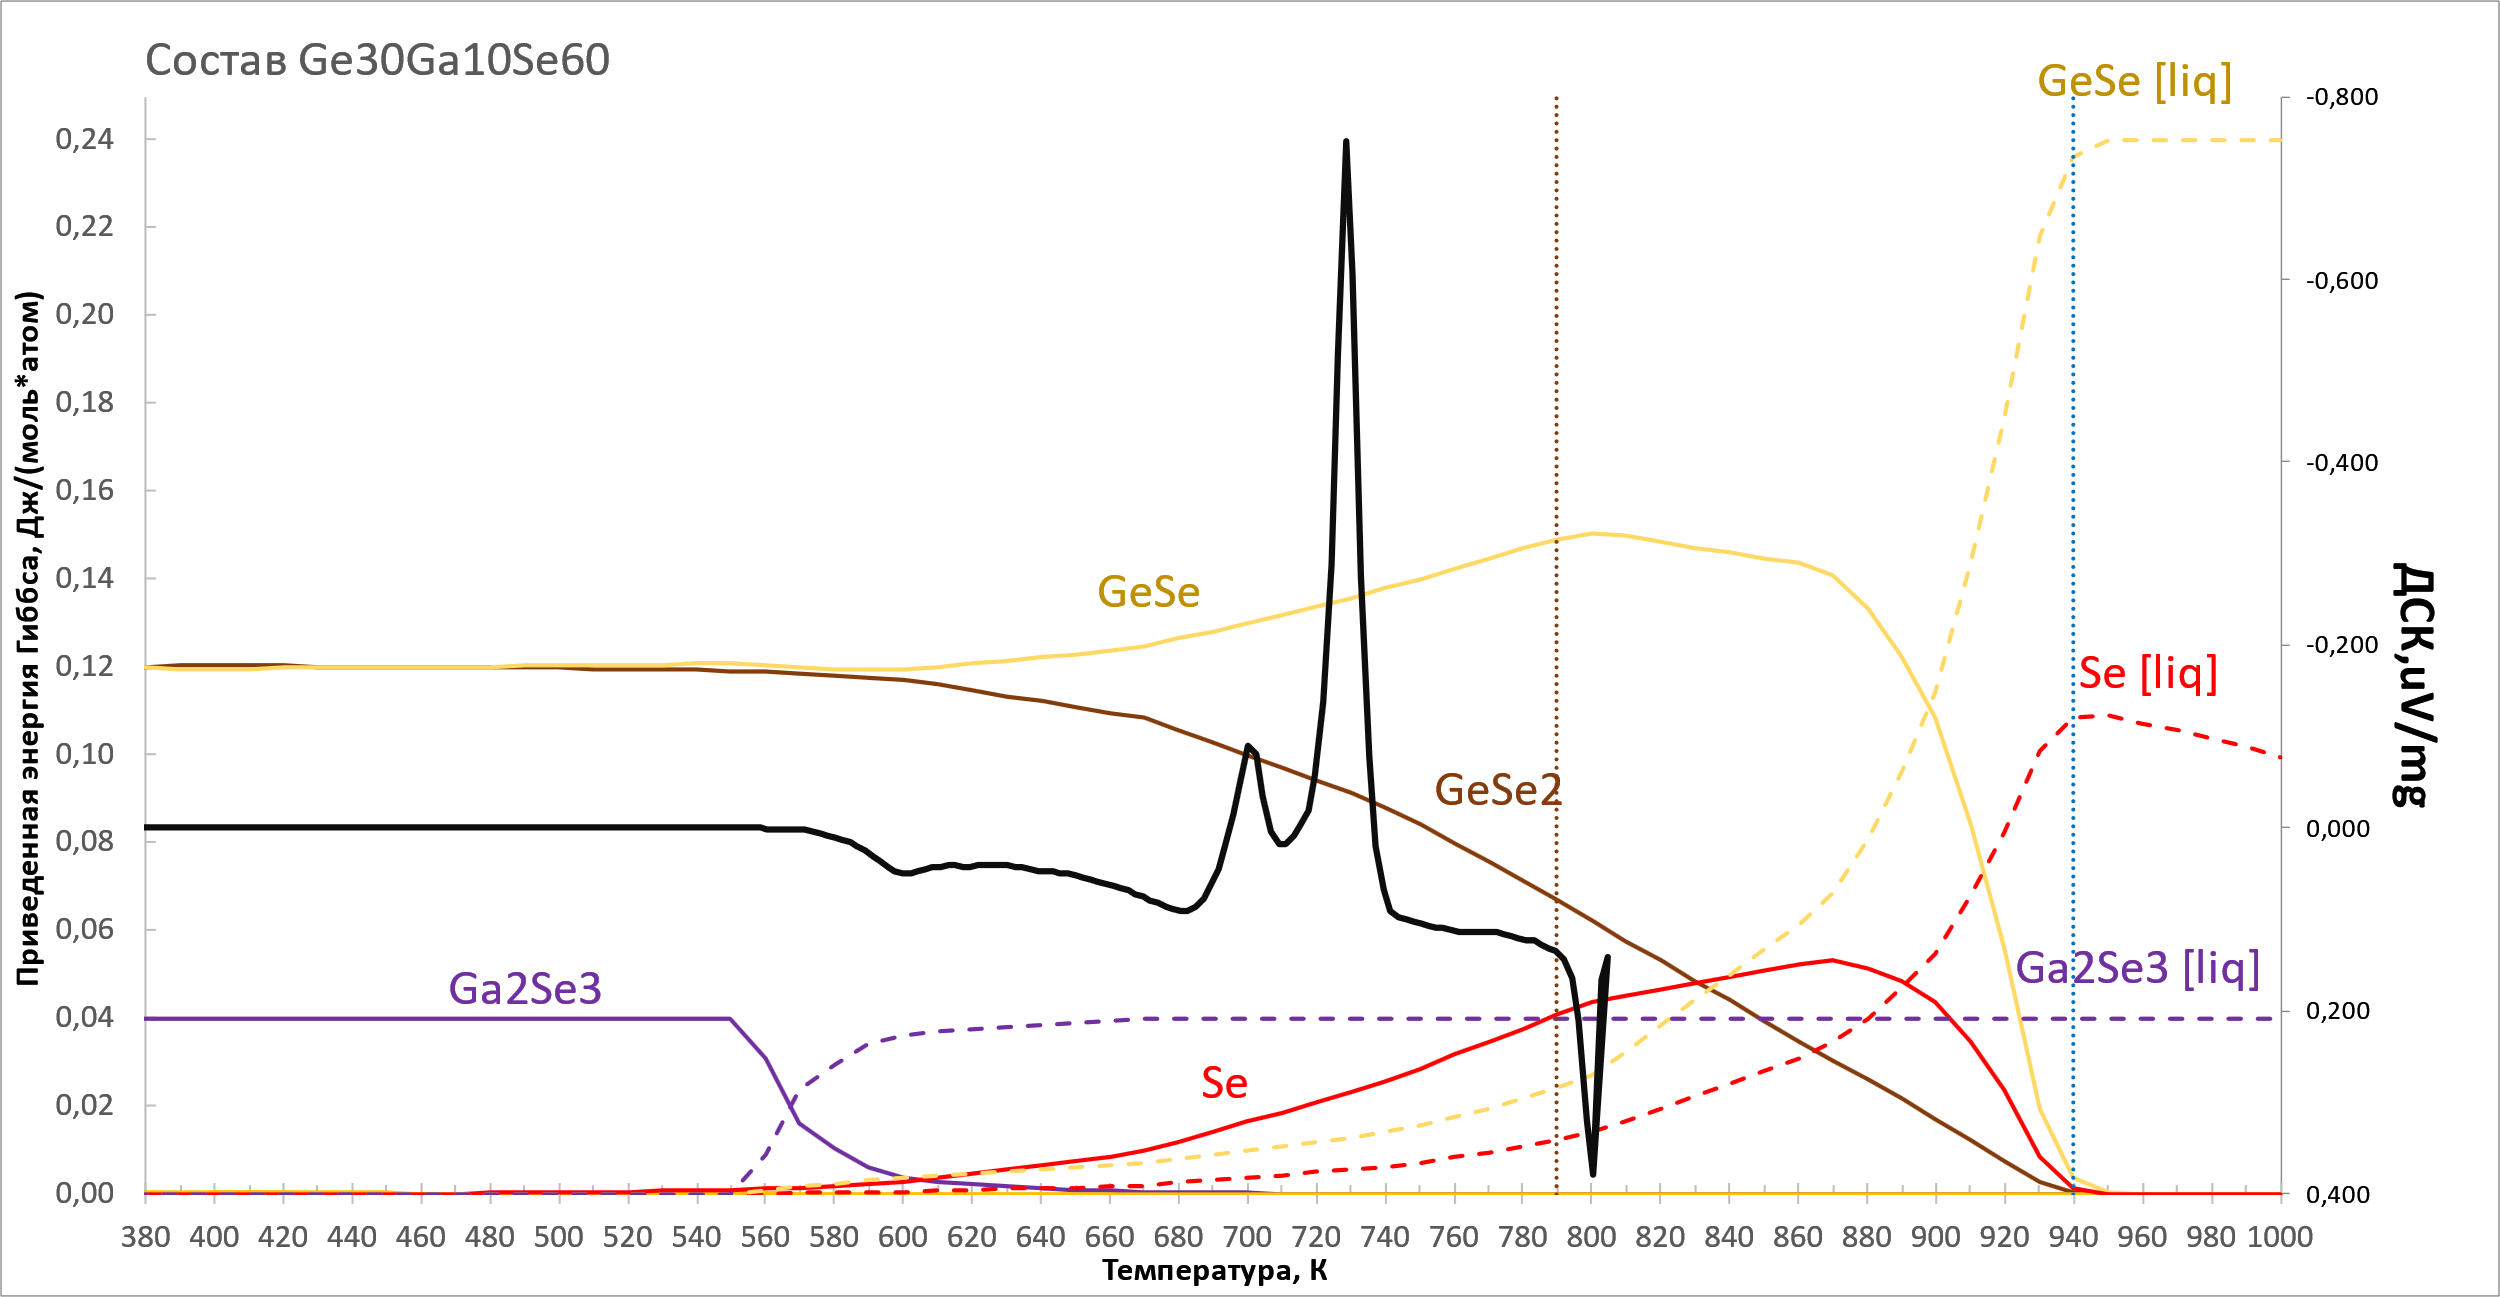 Состав Ge30Ga10Se60
GeSe [liq]
-0,800
0,24
0,22
-0,600
0,20
0,18
-0,400
0,16
0,14
GeSe
-0,200
0,12
Se [liq]
0,10
GeSe2
0,000
0,08
0,06
Ga2Se3
Ga2Se3 [liq]
0,200
0,04
Se
0,02
0,00
0,400
Приведенная энергия Гиббса, Дж/(моль*атом)
ДСК,uV/mg
380 400 420 440 460 480 500 520 540 560 580 600 620 640 660 680 700 720 740 760 780 800 820 840 860 880 900 920 940 960 980 1000
Температура, К